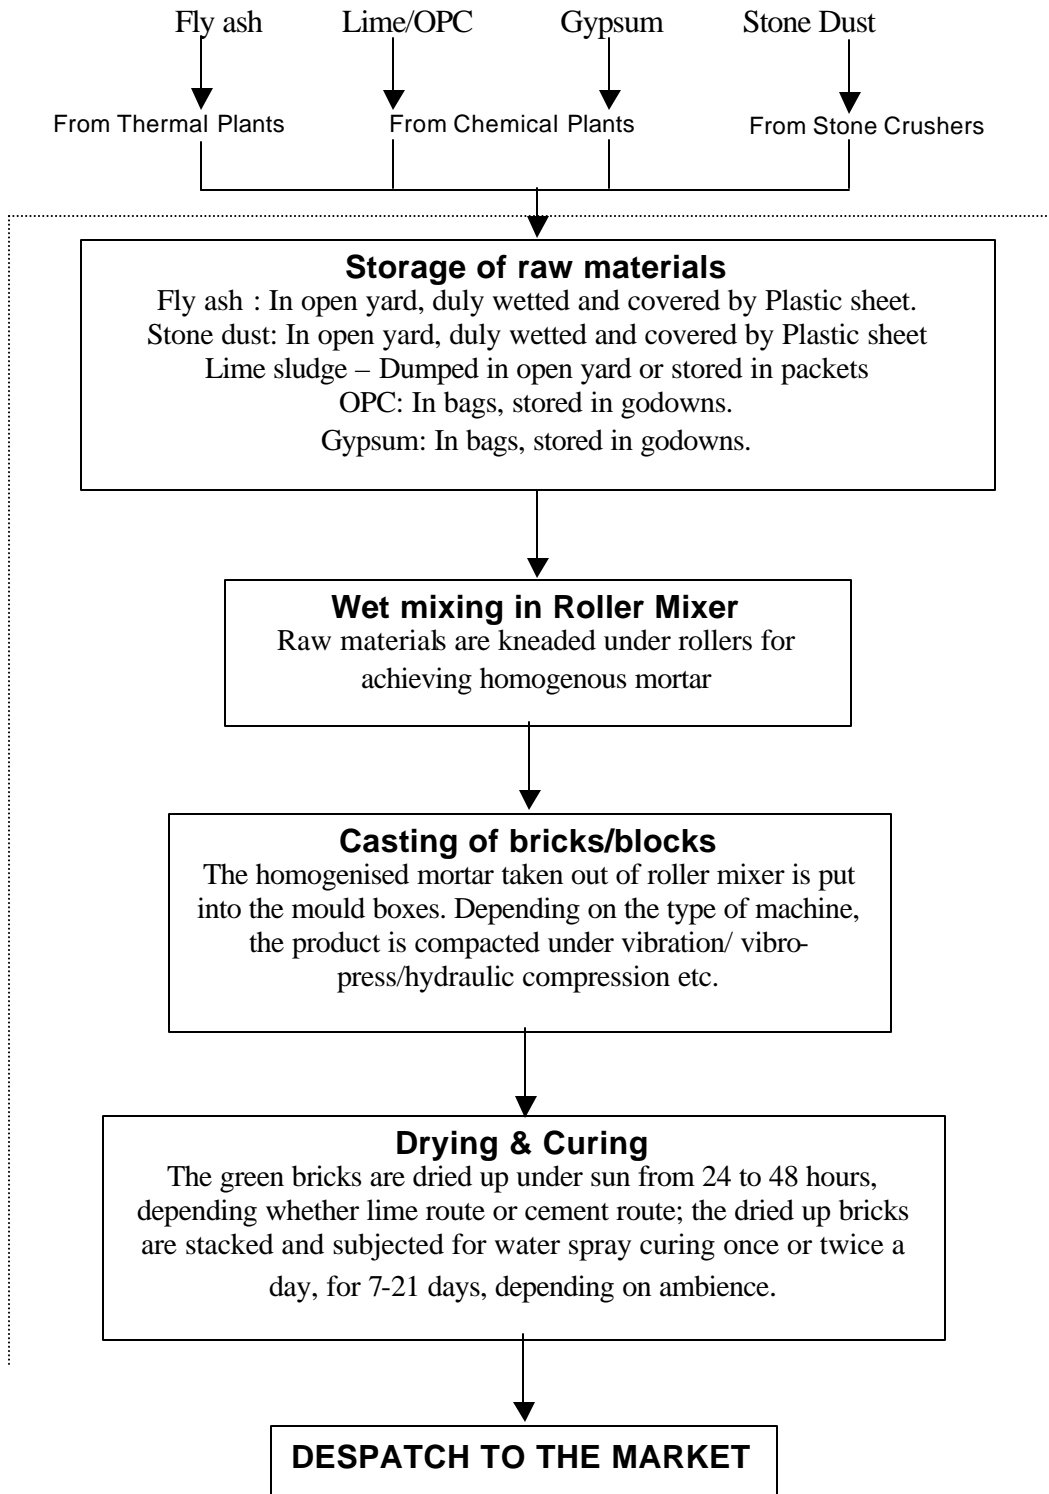 Fly ash Lime/OPC Gypsum Stone Dust
From Thermal Plants From Chemical Plants From Stone Crushers
Storage of raw materials
Fly ash : In open yard, duly wetted and covered by Plastic sheet.
Stone dust: In open yard, duly wetted and covered by Plastic sheet
Lime sludge – Dumped in open yard or stored in packets
OPC: In bags, stored in godowns.
Gypsum: In bags, stored in godowns.
Wet mixing in Roller Mixer
Raw materials are kneaded under rollers for
achieving homogenous mortar
Casting of bricks/blocks
The homogenised mortar taken out of roller mixer is put
into the mould boxes. Depending on the type of machine,
the product is compacted under vibration/ vibro-
press/hydraulic compression etc.
Drying & Curing
The green bricks are dried up under sun from 24 to 48 hours,
depending whether lime route or cement route; the dried up bricks
are stacked and subjected for water spray curing once or twice a
day, for 7-21 days, depending on ambience.
DESPATCH TO THE MARKET